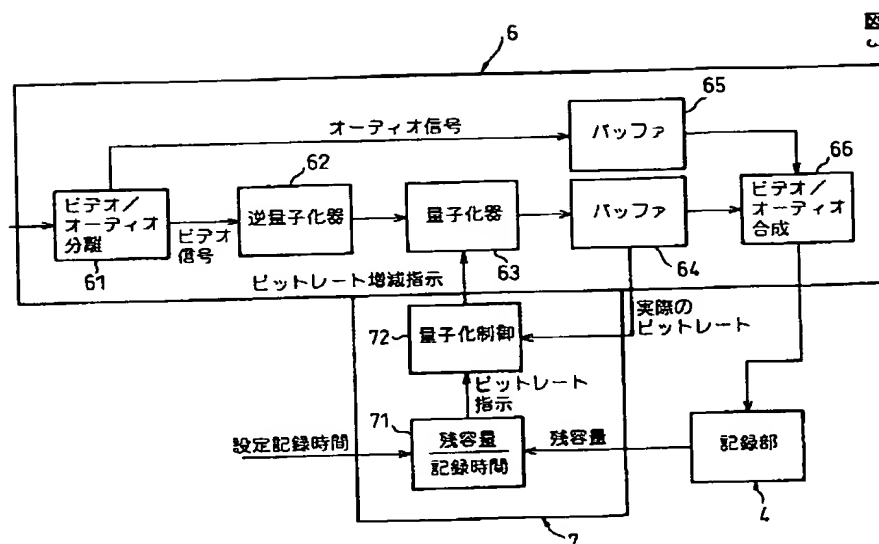 図
6
65
オーディオ信号
バッファ
62
66
ビデオ/
オーディオ
分離
ビデオ
信号
逆量子化器
量子化器
バッファ
ビデオ/
オーディオ
合成
61
63
64
ビットレート増減指示
実際の
ビットレート
72
量子化制御
ビットレート
指示
71
設定記録時間
残容量
記録時間
残容量
記録部
4
7